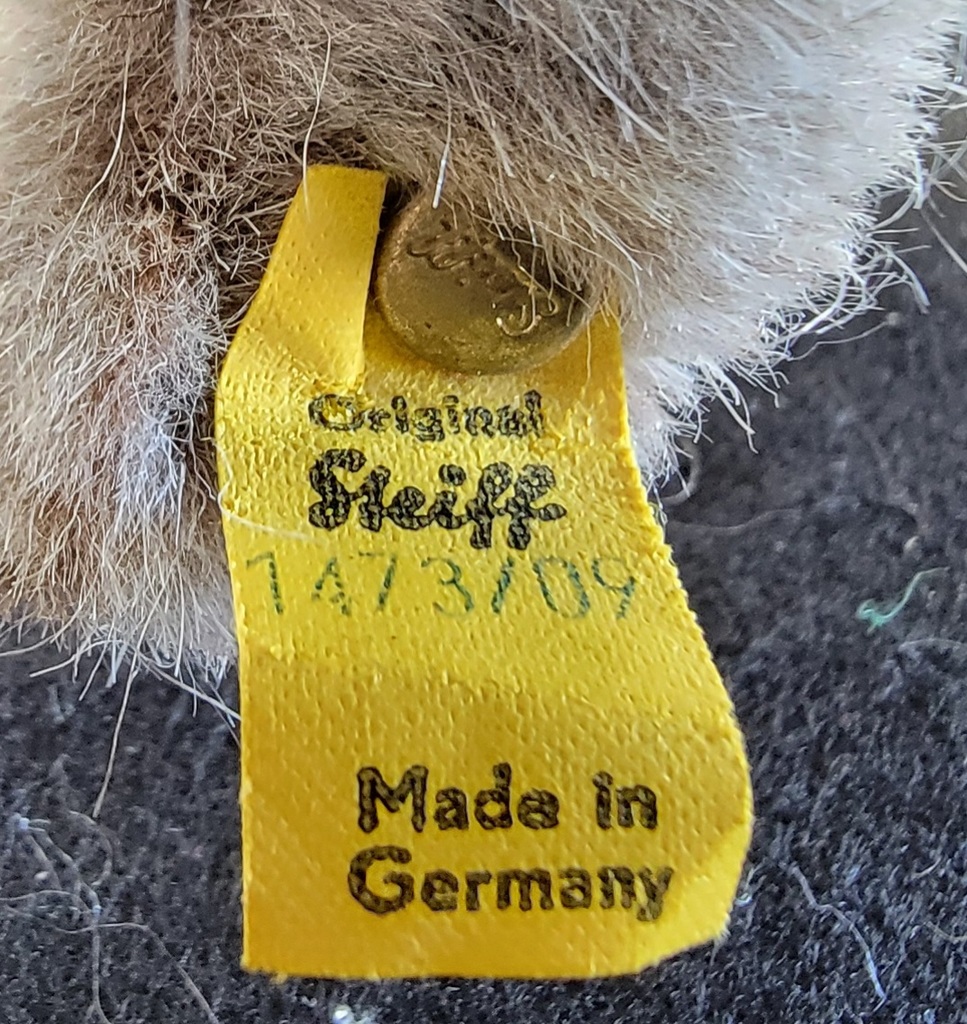 Original
Steiff
1473/09
Made in
Germany